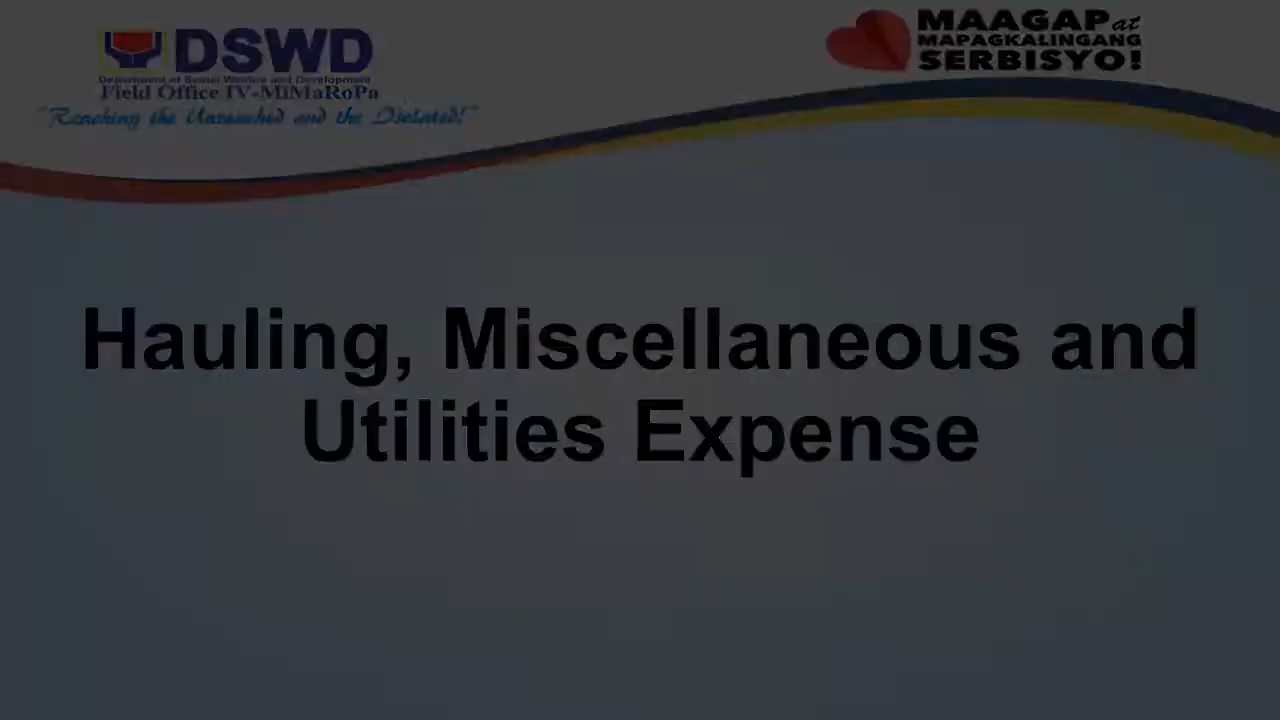 DSWD
Department of Social Welfare and Development
Field Office IV-MiMaRoPa
"Reaching the Unreached and the Isolated!"
MAAGAP at
MAPAGKALINGANG
SERBISYO!
Hauling, Miscellaneous and
Utilities Expense